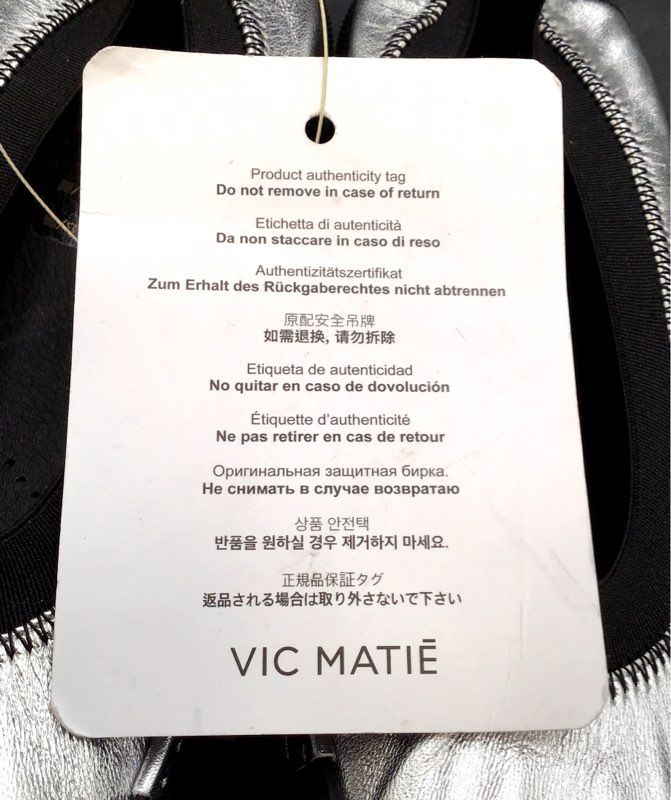 Product authenticity tag
Do not remove in case of return
Etichetta di autenticità
Da non staccare in caso di reso
Authentizitätszertifikat
Zum Erhalt des Rückgaberechtes nicht abtrennen
原配安全吊牌
如需退换, 请勿拆除
Etiqueta de autenticidad
No quitar en caso de dovolución
Étiquette d'authenticité
Ne pas retirer en cas de retour
Оригинальная защитная бирка.
Не снимать в случае возвратаю
상품 안전택
반품을 원하실 경우 제거하지 마세요.
正規品保証タグ
返品される場合は取り外さないで下さい
VIC MATIĒ